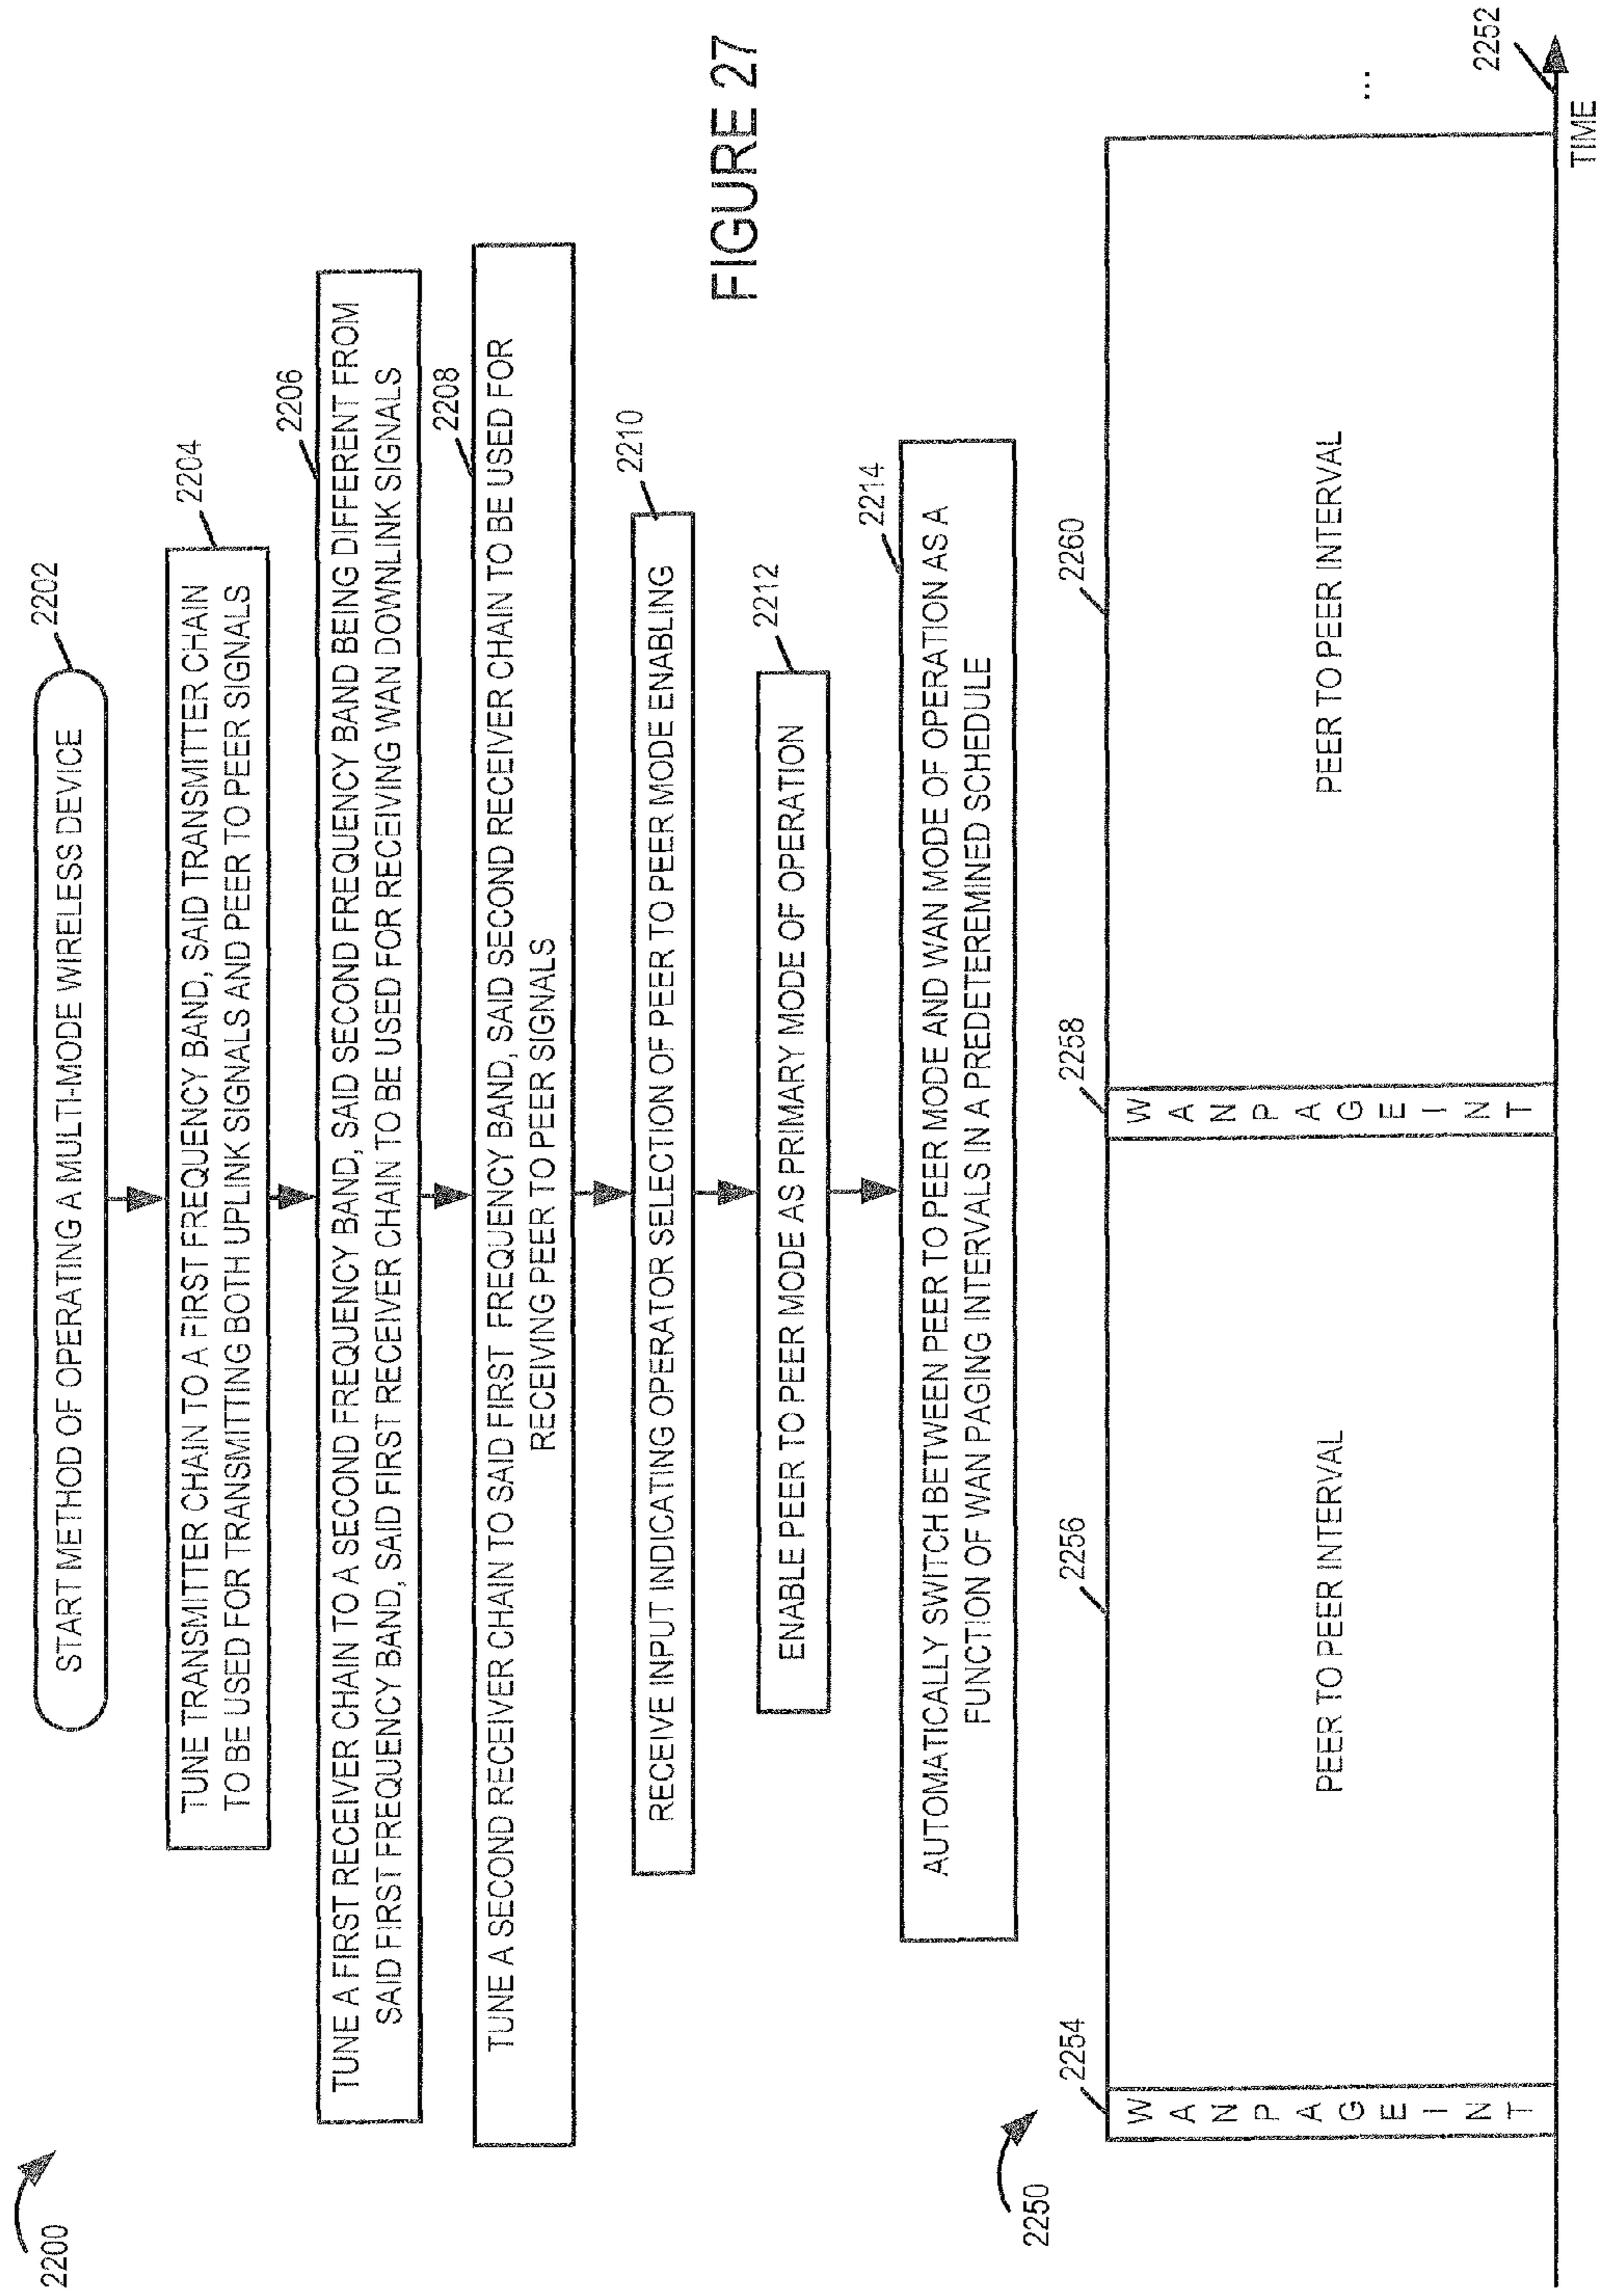 2200
2202
START METHOD OF OPERATING A MULTI-MODE WIRELESS DEVICE
2204
TUNE TRANSMITTER CHAIN TO A FIRST FREQUENCY BAND, SAID TRANSMITTER CHAIN
TO BE USED FOR TRANSMITTING BOTH UPLINK SIGNALS AND PEER TO PEER SIGNALS
2206
TUNE A FIRST RECEIVER CHAIN TO A SECOND FREQUENCY BAND, SAID SECOND FREQUENCY BAND BEING DIFFERENT FROM
SAID FIRST FREQUENCY BAND, SAID FIRST RECEIVER CHAIN TO BE USED FOR RECEIVING WAN DOWNLINK SIGNALS
2208
TUNE A SECOND RECEIVER CHAIN TO SAID FIRST FREQUENCY BAND, SAID SECOND RECEIVER CHAIN TO BE USED FOR
RECEIVING PEER TO PEER SIGNALS
2210
RECEIVE INPUT INDICATING OPERATOR SELECTION OF PEER TO PEER MODE ENABLING
2212
ENABLE PEER TO PEER MODE AS PRIMARY MODE OF OPERATION
FIGURE 27
2214
AUTOMATICALLY SWITCH BETWEEN PEER TO PEER MODE AND WAN MODE OF OPERATION AS A
FUNCTION OF WAN PAGING INTERVALS IN A PREDETEREMINED SCHEDULE
2250
2254
2256
2258
2260
WAN PAGE INT
PEER TO PEER INTERVAL
WAN PAGE INT
PEER TO PEER INTERVAL
...
2252
TIME